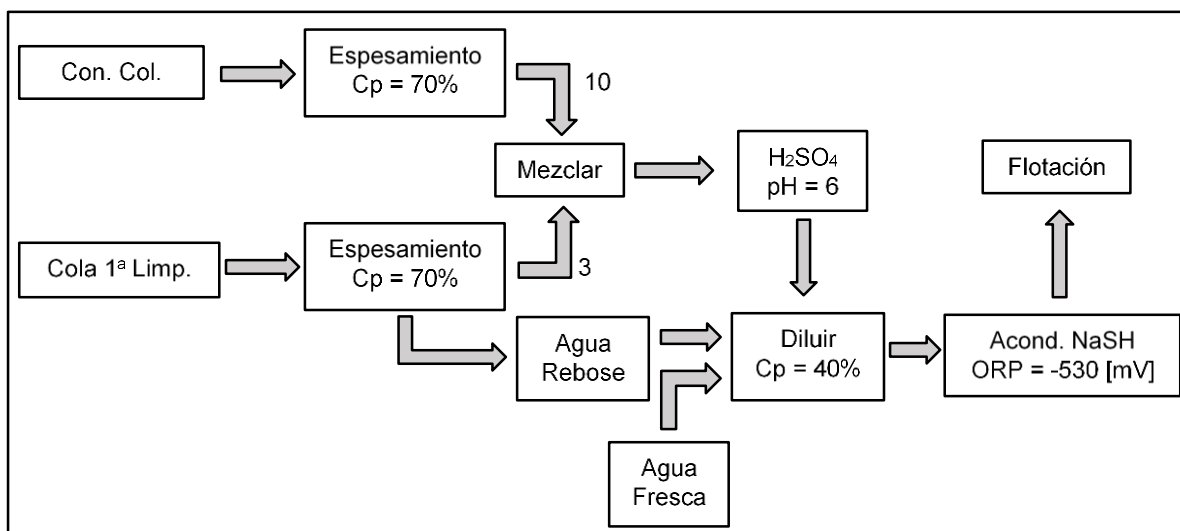 Con. Col.
Espesamiento
Cp = 70%
10
Mezclar
H₂SO₄
pH = 6
Flotación
Cola 1ª Limp.
Espesamiento
Cp = 70%
3
Agua
Rebose
Diluir
Cp = 40%
Acond. NaSH
ORP = -530 [mV]
Agua
Fresca